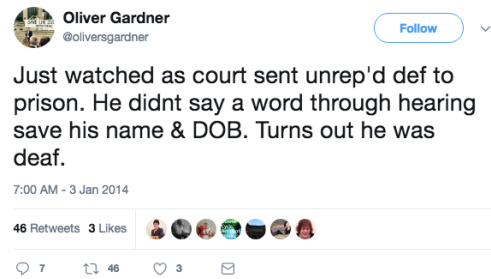 Oliver Gardner
@oliversgardner
Follow
Just watched as court sent unrep'd def to
prison. He didnt say a word through hearing
save his name & DOB. Turns out he was
deaf.
7:00 AM - 3 Jan 2014
46 Retweets 3 Likes
7 46 3